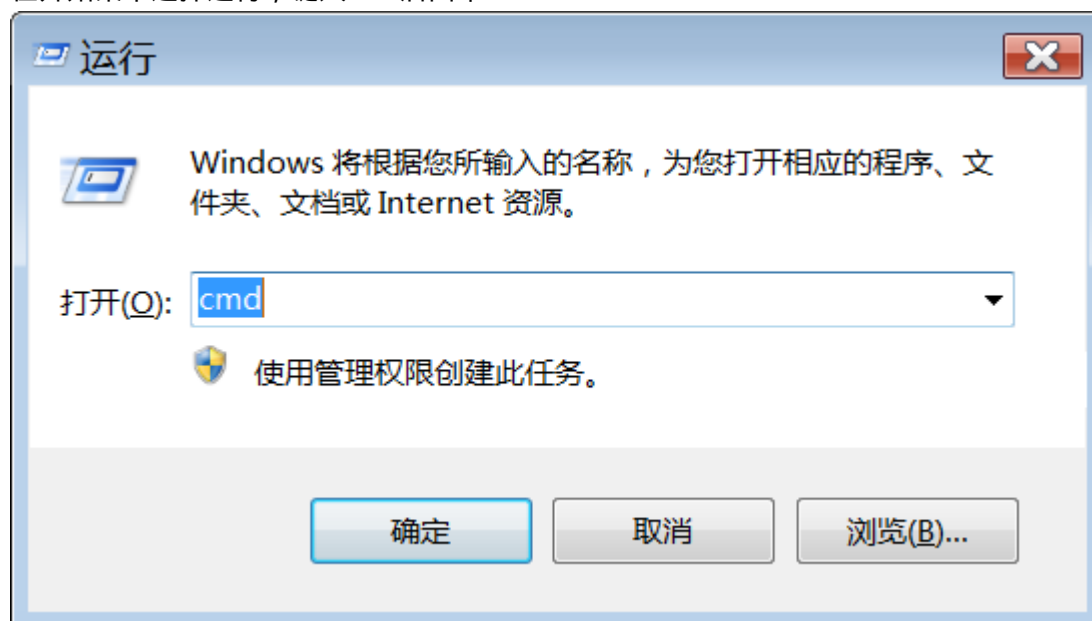 运行
Windows 将根据您所输入的名称，为您打开相应的程序、文
件夹、文档或 Internet 资源。
打开(O): cmd
使用管理权限创建此任务。
确定 取消 浏览(B)...